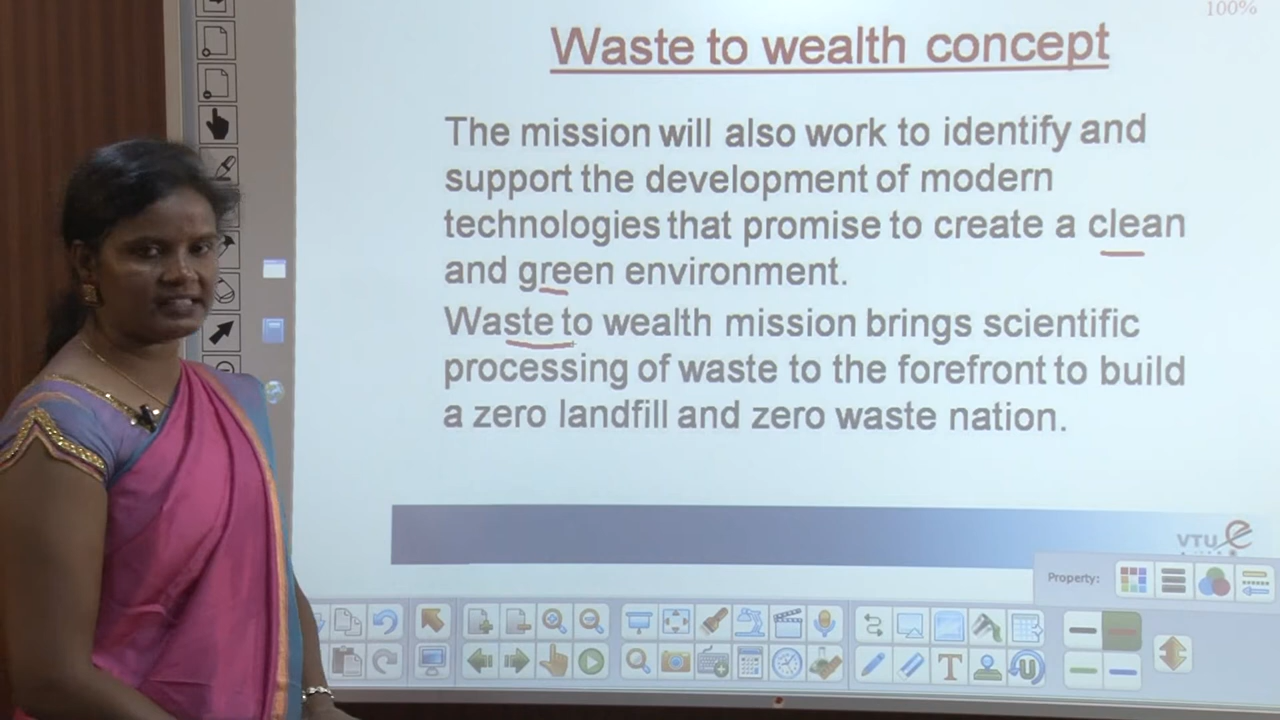 100%
Waste to wealth concept
The mission will also work to identify and
support the development of modern
technologies that promise to create a clean
and green environment.
Waste to wealth mission brings scientific
processing of waste to the forefront to build
a zero landfill and zero waste nation.
VTU e
Property:
T